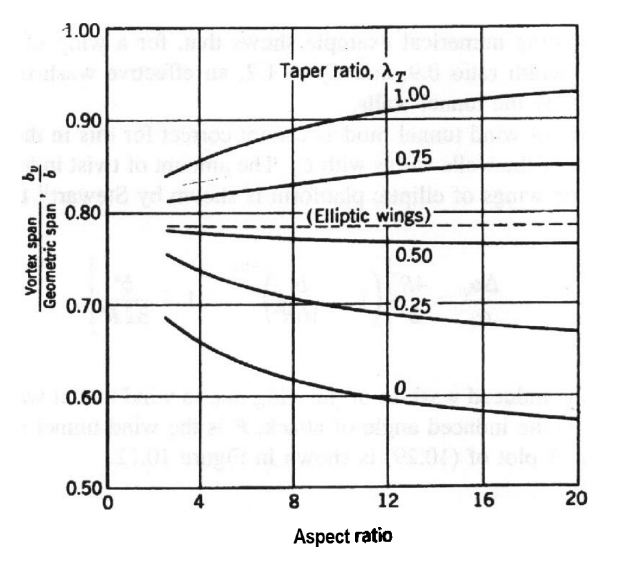 1.00
Taper ratio, λ_T
1.00
0.90
0.75
Vortex span / Geometric span b_v / b
0.80
(Elliptic wings)
0.50
0.70
0.25
0.60
0
0.50
0 4 8 12 16 20
Aspect ratio